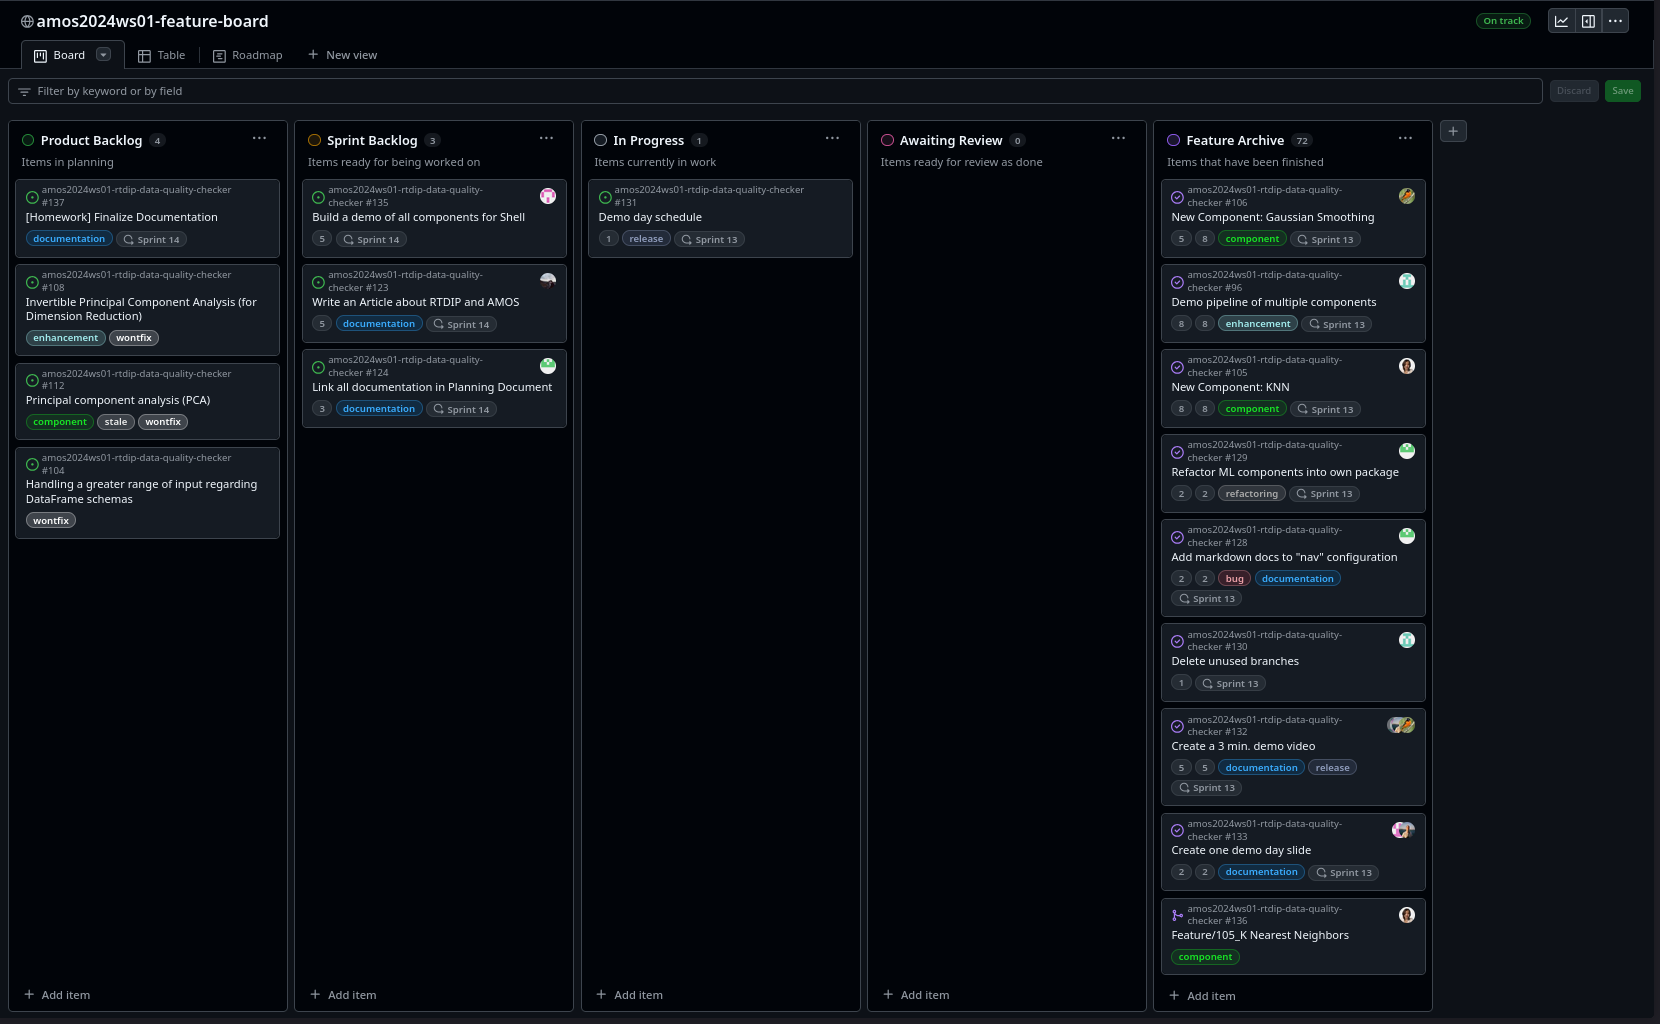 amos2024ws01-feature-board
On track
Board
Table
Roadmap
New view
Filter by keyword or by field
Discard
Save
Product Backlog 4
Items in planning
amos2024ws01-rtdip-data-quality-checker
#137
[Homework] Finalize Documentation
documentation Sprint 14
amos2024ws01-rtdip-data-quality-checker
#108
Invertible Principal Component Analysis (for
Dimension Reduction)
enhancement wontfix
amos2024ws01-rtdip-data-quality-checker
#112
Principal component analysis (PCA)
component stale wontfix
amos2024ws01-rtdip-data-quality-checker
#104
Handling a greater range of input regarding
DataFrame schemas
wontfix
Add item
Sprint Backlog 3
Items ready for being worked on
amos2024ws01-rtdip-data-quality-
checker #135
Build a demo of all components for Shell
5 Sprint 14
amos2024ws01-rtdip-data-quality-
checker #123
Write an Article about RTDIP and AMOS
5 documentation Sprint 14
amos2024ws01-rtdip-data-quality-
checker #124
Link all documentation in Planning Document
3 documentation Sprint 14
Add item
In Progress 1
Items currently in work
amos2024ws01-rtdip-data-quality-checker
#131
Demo day schedule
1 release Sprint 13
Add item
Awaiting Review 0
Items ready for review as done
Add item
Feature Archive 72
Items that have been finished
amos2024ws01-rtdip-data-quality-
checker #106
New Component: Gaussian Smoothing
5 8 component Sprint 13
amos2024ws01-rtdip-data-quality-
checker #96
Demo pipeline of multiple components
8 8 enhancement Sprint 13
amos2024ws01-rtdip-data-quality-
checker #105
New Component: KNN
8 8 component Sprint 13
amos2024ws01-rtdip-data-quality-
checker #129
Refactor ML components into own package
2 2 refactoring Sprint 13
amos2024ws01-rtdip-data-quality-
checker #128
Add markdown docs to "nav" configuration
2 2 bug documentation
Sprint 13
amos2024ws01-rtdip-data-quality-
checker #130
Delete unused branches
1 Sprint 13
amos2024ws01-rtdip-data-quality-
checker #132
Create a 3 min. demo video
5 5 documentation release
Sprint 13
amos2024ws01-rtdip-data-quality-
checker #133
Create one demo day slide
2 2 documentation Sprint 13
amos2024ws01-rtdip-data-quality-
checker #136
Feature/105_K Nearest Neighbors
component
Add item